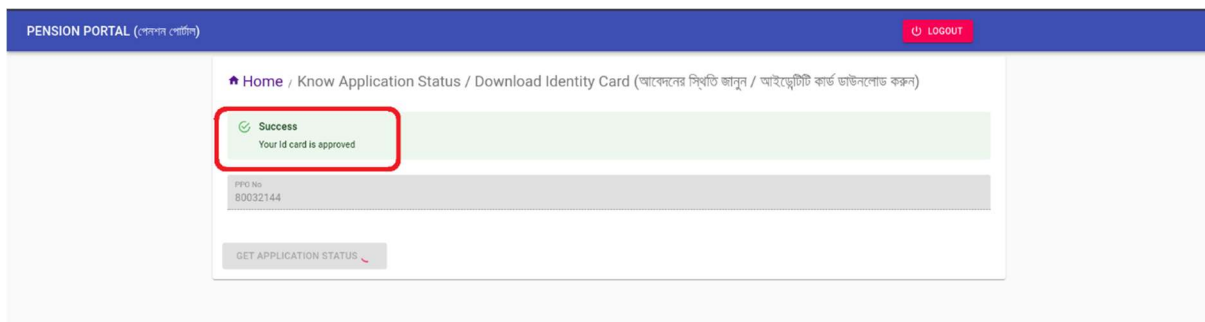 PENSION PORTAL (পেনশন পোর্টাল)
LOGOUT
Home / Know Application Status / Download Identity Card (আবেদনের স্থিতি জানুন / আইডেন্টিটি কার্ড ডাউনলোড করুন)
Success
Your Id card is approved
PPO No
80032144
GET APPLICATION STATUS